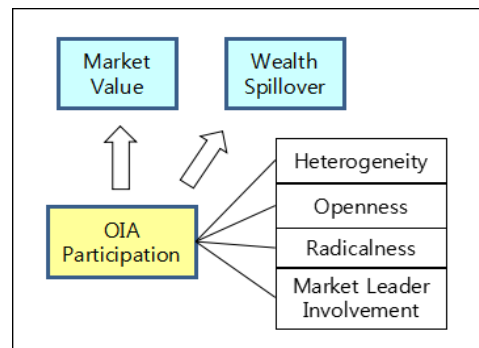 Market
Value
Wealth
Spillover
OIA
Participation
Heterogeneity
Openness
Radicalness
Market Leader
Involvement